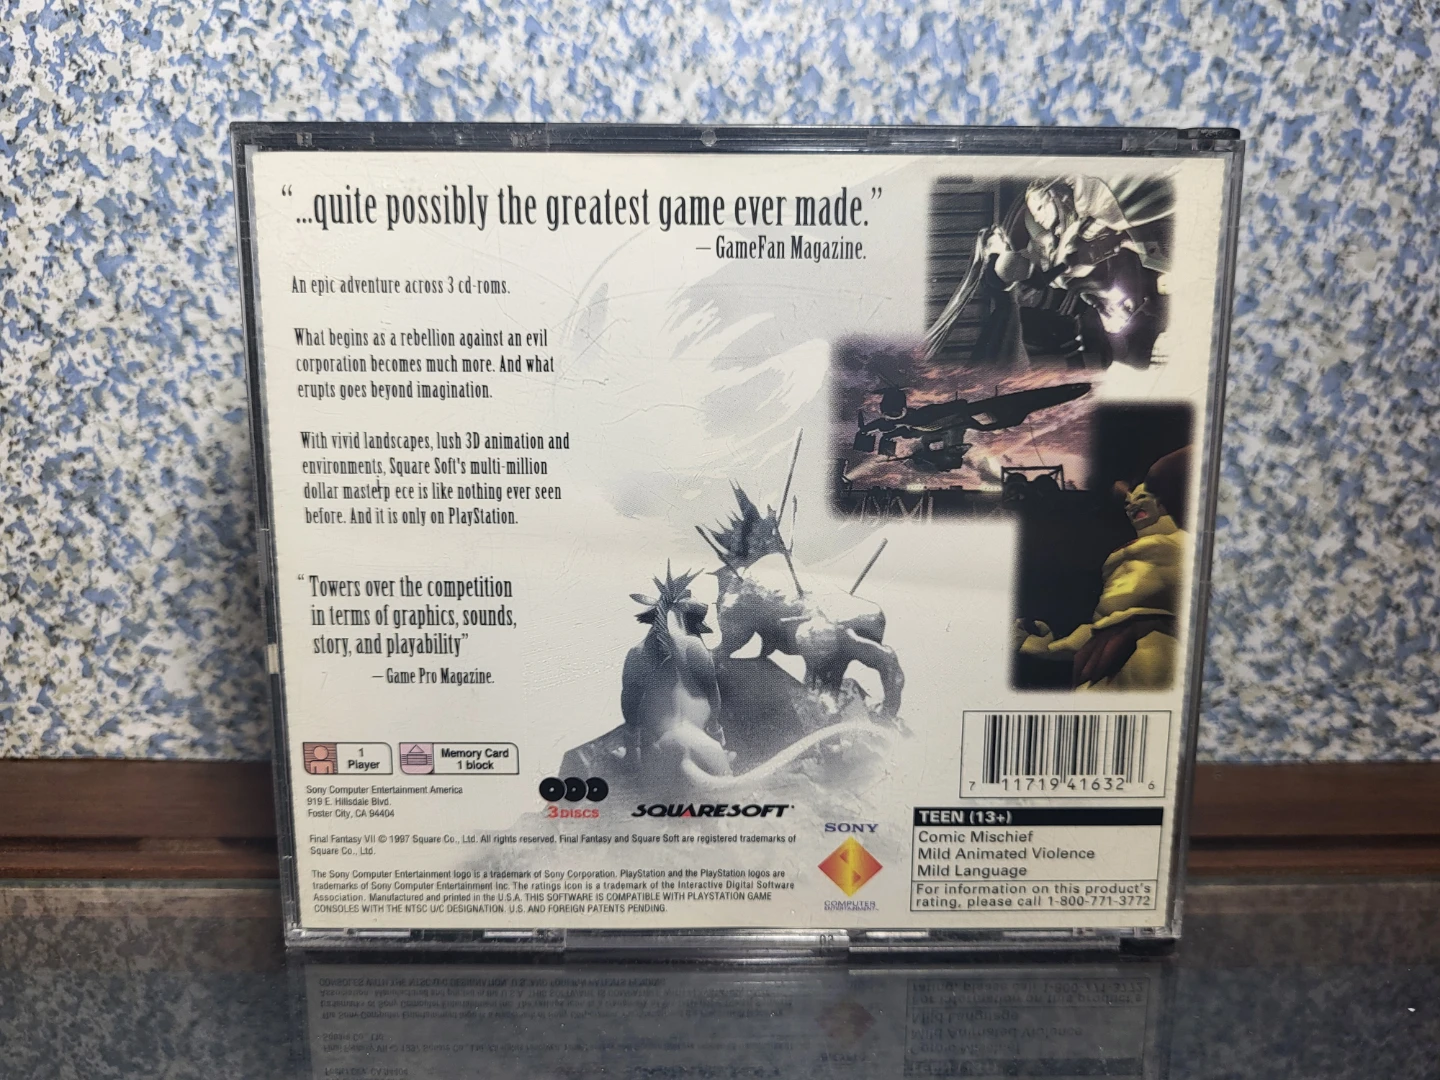 “...quite possibly the greatest game ever made.”
– GameFan Magazine.
An epic adventure across 3 cd-roms.
What begins as a rebellion against an evil
corporation becomes much more. And what
erupts goes beyond imagination.
With vivid landscapes, lush 3D animation and
environments, Square Soft's multi-million
dollar masterp ece is like nothing ever seen
before. And it is only on PlayStation.
“Towers over the competition
in terms of graphics, sounds,
story, and playability”
– Game Pro Magazine.
1
Player
Memory Card
1 block
Sony Computer Entertainment America
919 E. Hillsdale Blvd.
Foster City, CA 94404
3 DISCS
SQUARESOFT
Final Fantasy VII © 1997 Square Co., Ltd. All rights reserved. Final Fantasy and Square Soft are registered trademarks of
Square Co., Ltd.
The Sony Computer Entertainment logo is a trademark of Sony Corporation. PlayStation and the PlayStation logos are
trademarks of Sony Computer Entertainment Inc. The ratings icon is a trademark of the Interactive Digital Software
Association. Manufactured and printed in the U.S.A. THIS SOFTWARE IS COMPATIBLE WITH PLAYSTATION GAME
CONSOLES WITH THE NTSC U/C DESIGNATION. U.S. AND FOREIGN PATENTS PENDING.
SONY
COMPUTER
ENTERTAINMENT
7 11719 41632 6
TEEN (13+)
Comic Mischief
Mild Animated Violence
Mild Language
For information on this product's
rating, please call 1-800-771-3772